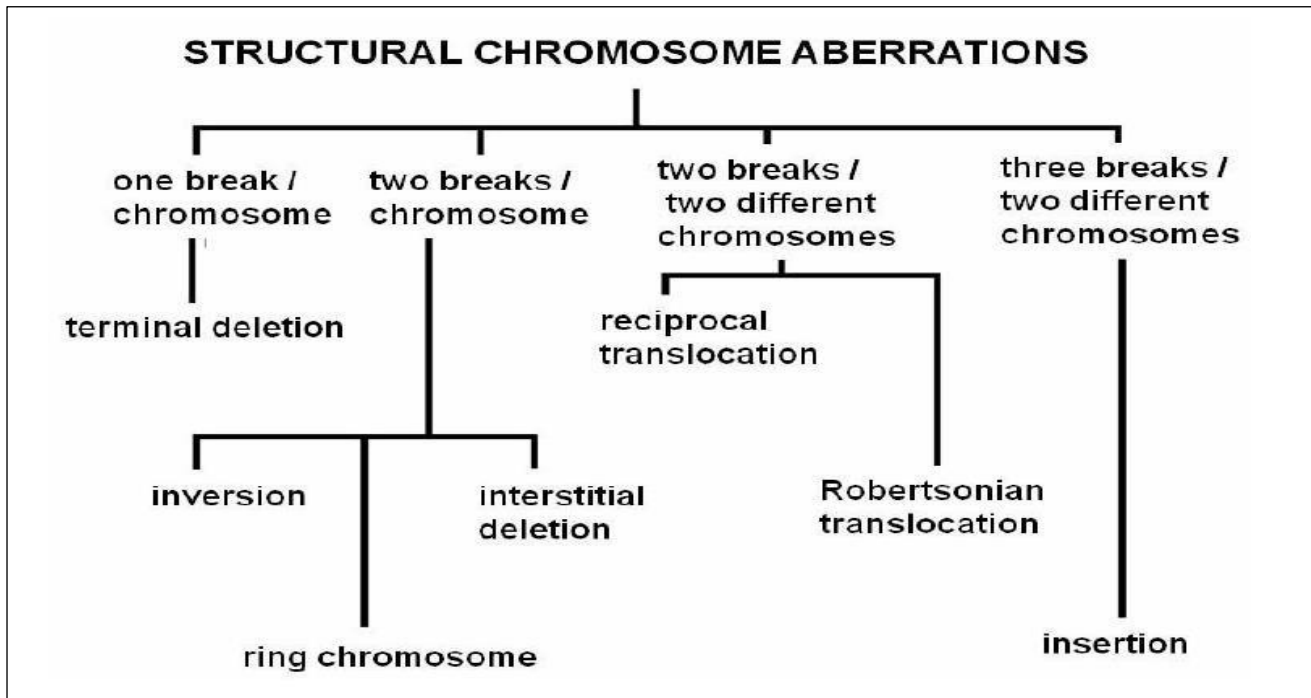 STRUCTURAL CHROMOSOME ABERRATIONS
one break /
chromosome
two breaks /
chromosome
two breaks /
two different
chromosomes
three breaks /
two different
chromosomes
terminal deletion
reciprocal
translocation
inversion
interstitial
deletion
Robertsonian
translocation
ring chromosome
insertion